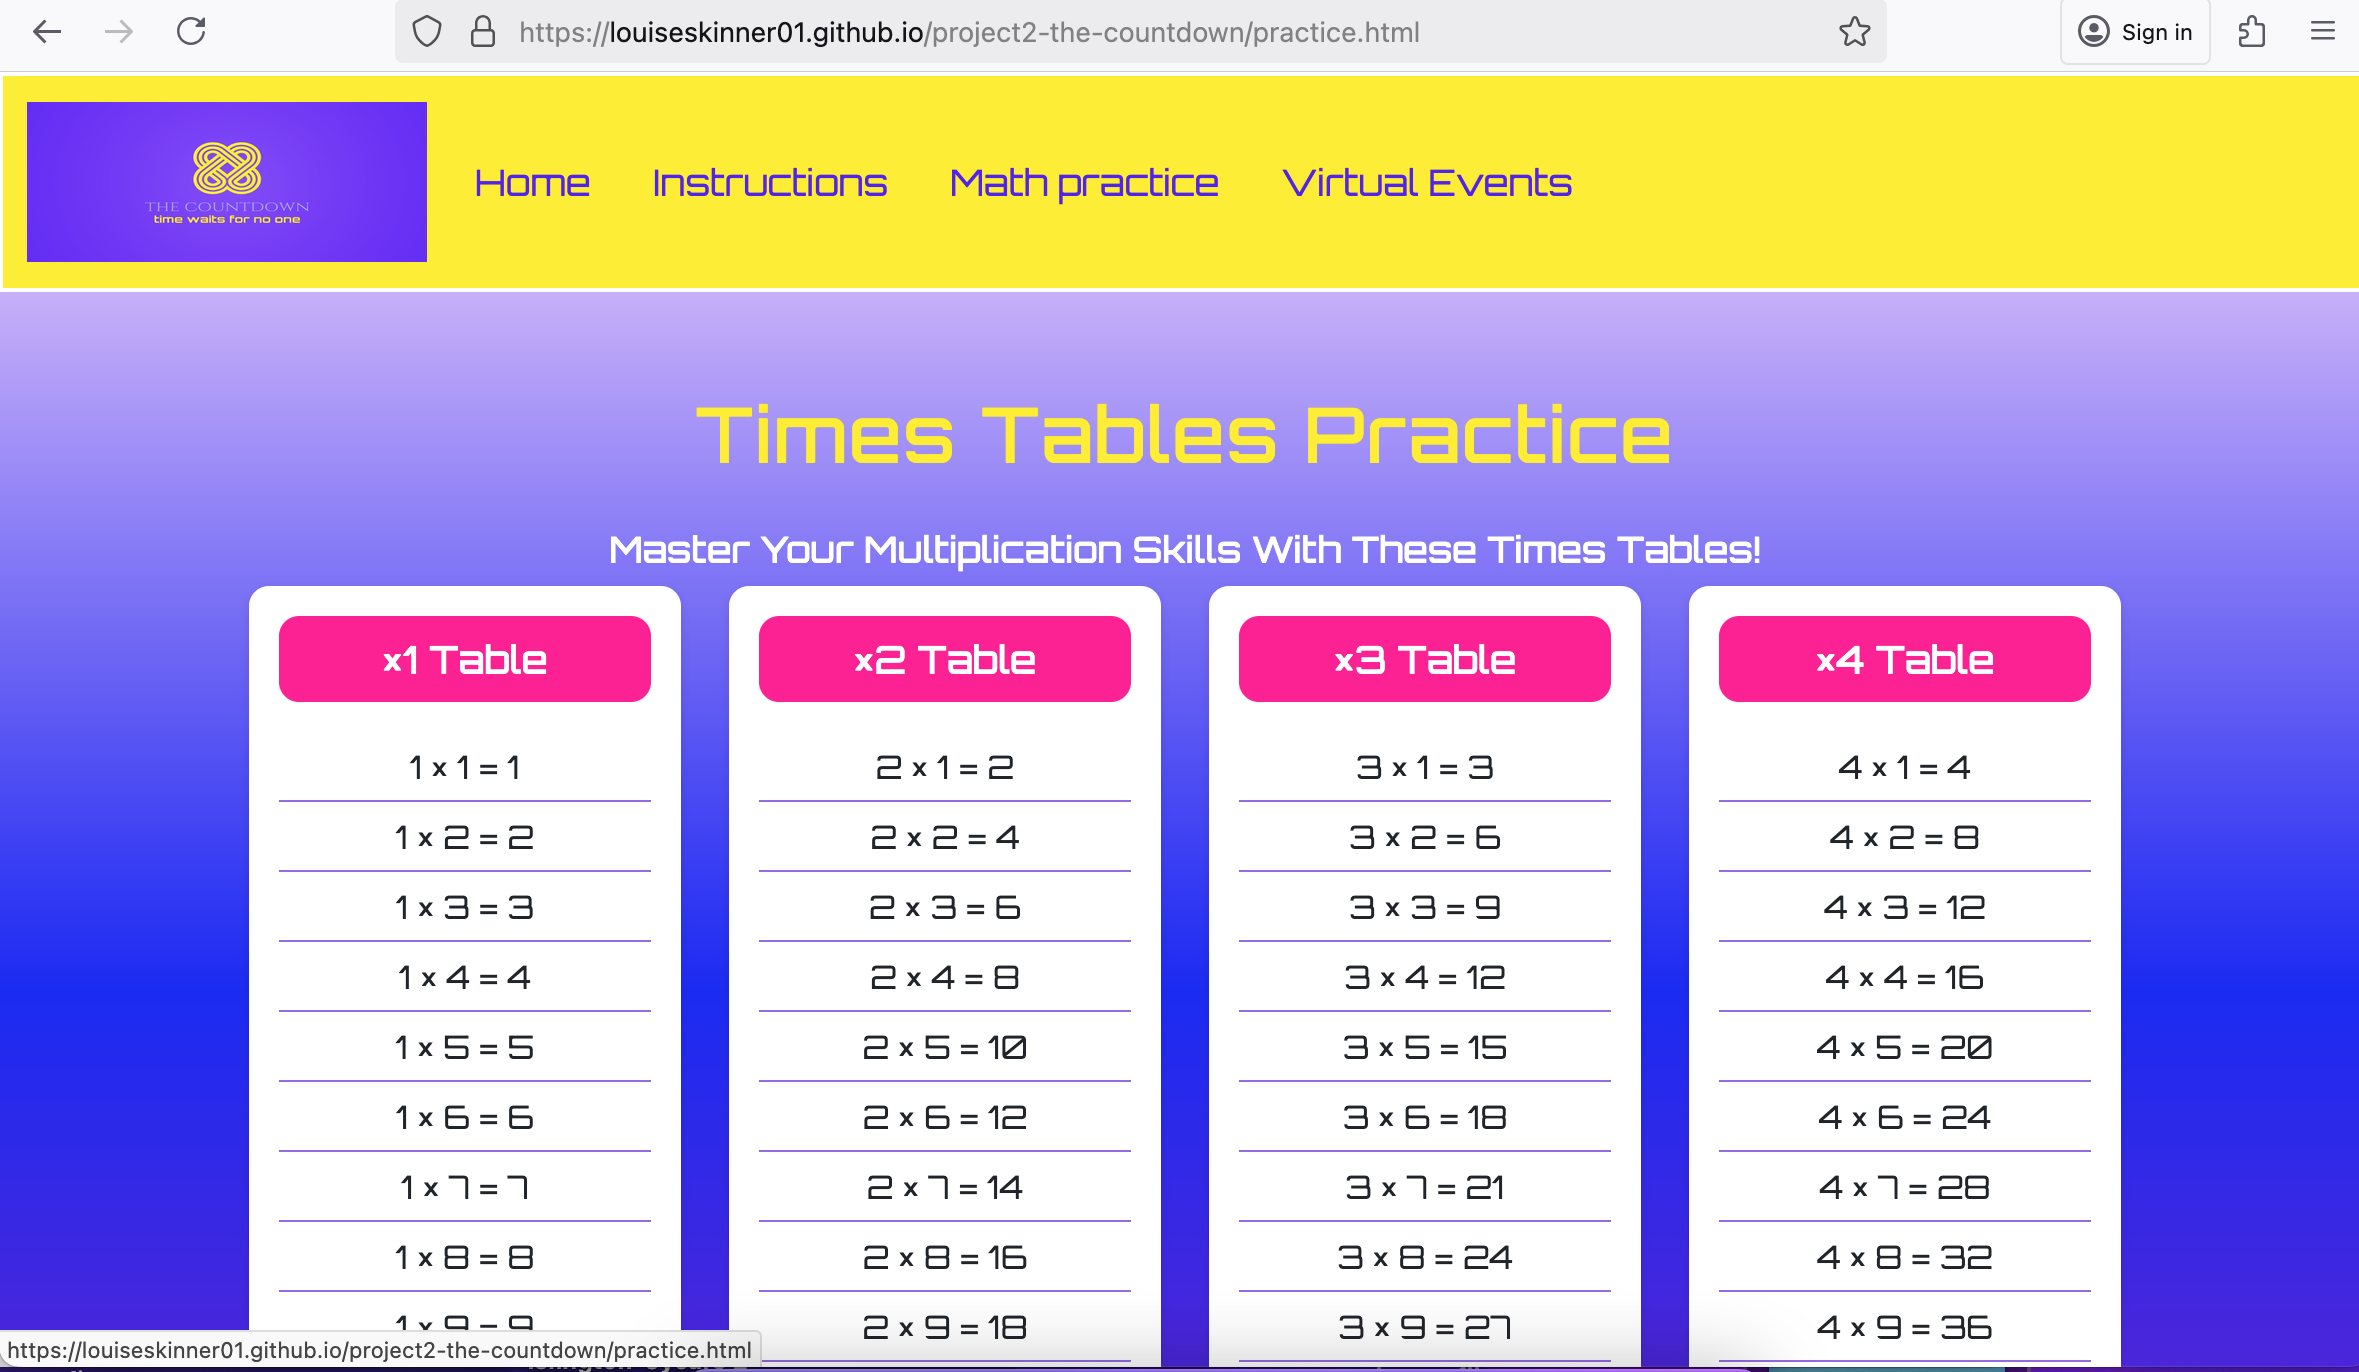 https://louiseskinner01.github.io/project2-the-countdown/practice.html
Sign in
THE COUNTDOWN
time waits for no one
Home
Instructions
Math practice
Virtual Events
Times Tables Practice
Master Your Multiplication Skills With These Times Tables!
x1 Table
1 x 1 = 1
1 x 2 = 2
1 x 3 = 3
1 x 4 = 4
1 x 5 = 5
1 x 6 = 6
1 x 7 = 7
1 x 8 = 8
1 x 9 = 9
x2 Table
2 x 1 = 2
2 x 2 = 4
2 x 3 = 6
2 x 4 = 8
2 x 5 = 10
2 x 6 = 12
2 x 7 = 14
2 x 8 = 16
2 x 9 = 18
x3 Table
3 x 1 = 3
3 x 2 = 6
3 x 3 = 9
3 x 4 = 12
3 x 5 = 15
3 x 6 = 18
3 x 7 = 21
3 x 8 = 24
3 x 9 = 27
x4 Table
4 x 1 = 4
4 x 2 = 8
4 x 3 = 12
4 x 4 = 16
4 x 5 = 20
4 x 6 = 24
4 x 7 = 28
4 x 8 = 32
4 x 9 = 36
https://louiseskinner01.github.io/project2-the-countdown/practice.html